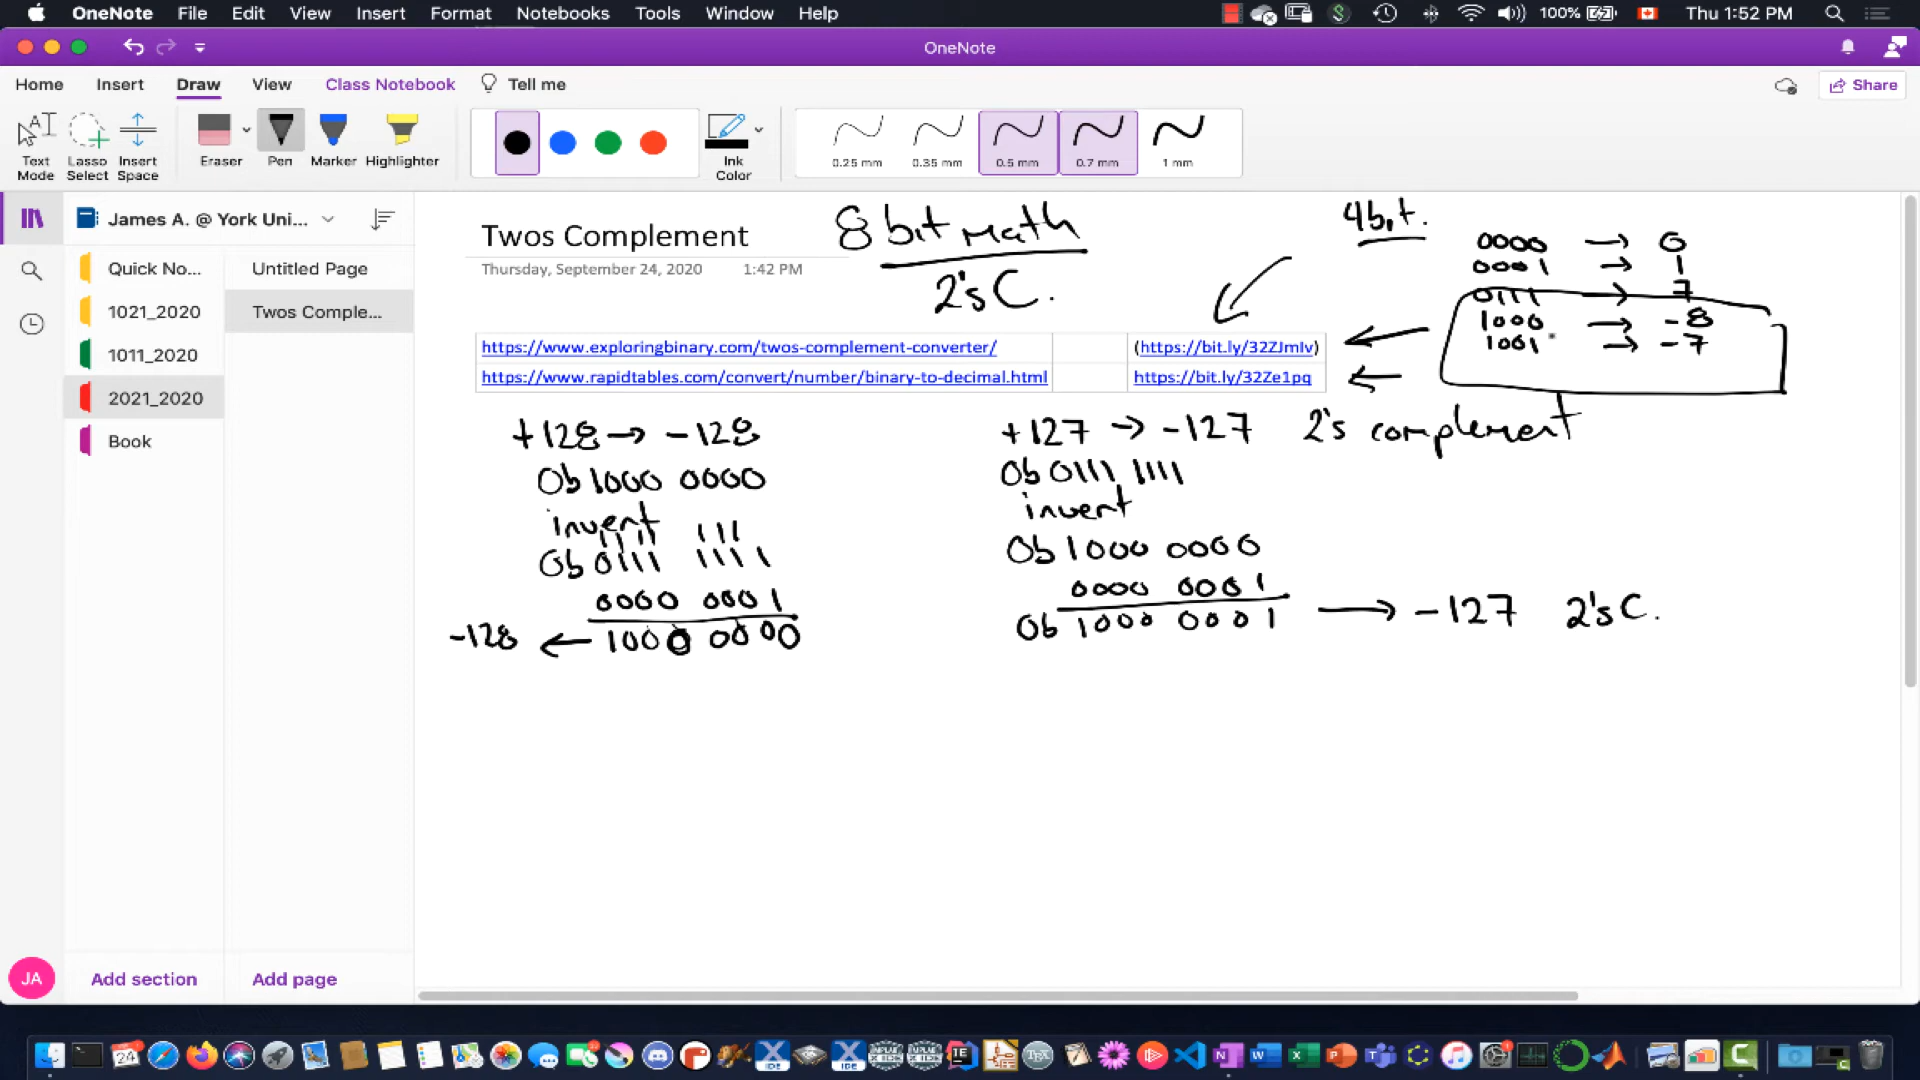 OneNote File Edit View Insert Format Notebooks Tools Window Help 100% Thu 1:52 PM
OneNote
Home Insert Draw View Class Notebook Tell me Share
Text Mode Lasso Select Insert Space Eraser Pen Marker Highlighter Ink Color 0.25 mm 0.35 mm 0.5 mm 0.7 mm 1 mm
James A. @ York Uni...
Quick No...
1021_2020
1011_2020
2021_2020
Book
Untitled Page
Twos Comple...
Twos Complement
Thursday, September 24, 2020 1:42 PM
8 bit math
2'sC.
4bit.
0000 → 0
0001 → 1
0111 → 7
1000 → -8
1001 → -7
https://www.exploringbinary.com/twos-complement-converter/ (https://bit.ly/32ZJmIv)
https://www.rapidtables.com/convert/number/binary-to-decimal.html https://bit.ly/32Ze1pq
+128 → -128
0b 1000 0000
invert
1111 111
0b 0111 1111
0000 0001
-128 ← 1000 0000
+127 → -127 2's complement
0b 0111 1111
invert
0b 1000 0000
0000 0001
0b 1000 0001 → -127 2'sC.
JA
Add section
Add page